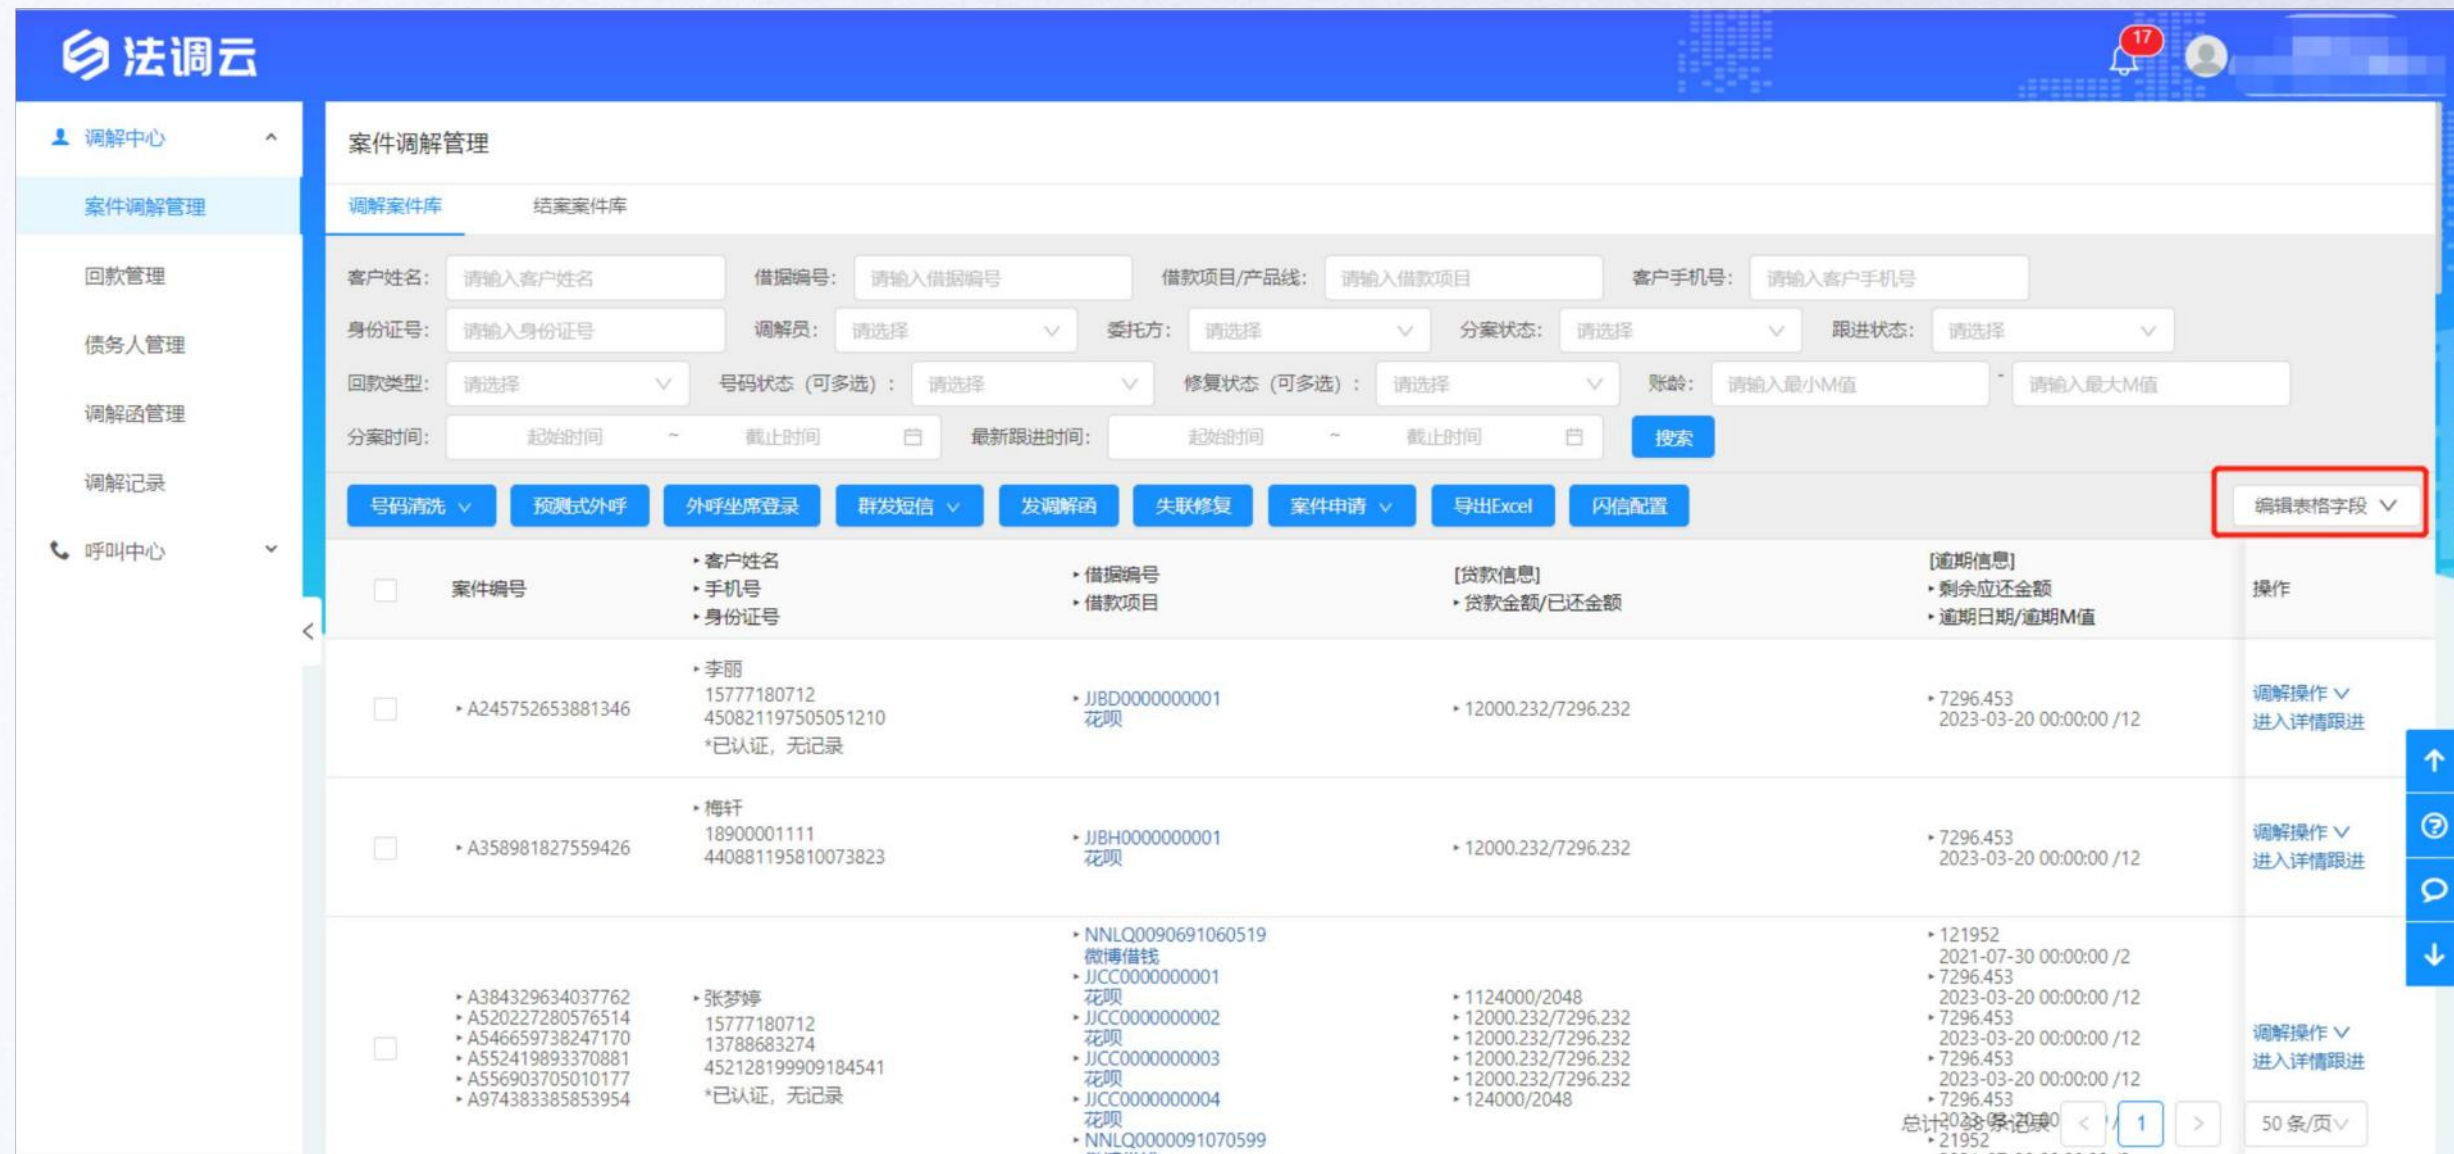 法调云
17
调解中心
案件调解管理
回款管理
债务人管理
调解函管理
调解记录
呼叫中心
案件调解管理
调解案件库 结案案件库
客户姓名: 请输入客户姓名 借据编号: 请输入借据编号 借款项目/产品线: 请输入借款项目 客户手机号: 请输入客户手机号
身份证号: 请输入身份证号 调解员: 请选择 委托方: 请选择 分案状态: 请选择 跟进状态: 请选择
回款类型: 请选择 号码状态（可多选）: 请选择 修复状态（可多选）: 请选择 账龄: 请输入最小M值 - 请输入最大M值
分案时间: 起始时间 ~ 截止时间 最新跟进时间: 起始时间 ~ 截止时间 搜索
号码清洗 预测式外呼 外呼坐席登录 群发短信 发调解函 失联修复 案件申请 导出Excel 闪信配置 编辑表格字段
案件编号
客户姓名
手机号
身份证号
借据编号
借款项目
[贷款信息]
贷款金额/已还金额
[逾期信息]
剩余应还金额
逾期日期/逾期M值
操作
A245752653881346
李丽
15777180712
450821197505051210
*已认证，无记录
JJBD0000000001
花呗
12000.232/7296.232
7296.453
2023-03-20 00:00:00 /12
调解操作
进入详情跟进
A358981827559426
梅轩
18900001111
440881195810073823
JJBH0000000001
花呗
12000.232/7296.232
7296.453
2023-03-20 00:00:00 /12
调解操作
进入详情跟进
A384329634037762
A520227280576514
A546659738247170
A552419893370881
A556903705010177
A974383385853954
张梦婷
15777180712
13788683274
452128199909184541
*已认证，无记录
NNLQ0090691060519
微博借钱
JJCC0000000001
花呗
JJCC0000000002
花呗
JJCC0000000003
花呗
JJCC0000000004
花呗
NNLQ0000091070599
1124000/2048
12000.232/7296.232
12000.232/7296.232
12000.232/7296.232
12000.232/7296.232
124000/2048
121952
2021-07-30 00:00:00 /2
7296.453
2023-03-20 00:00:00 /12
7296.453
2023-03-20 00:00:00 /12
7296.453
2023-03-20 00:00:00 /12
7296.453
21952
调解操作
进入详情跟进
1
50 条/页